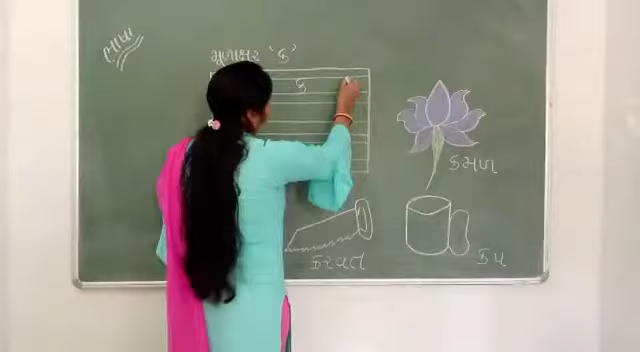 ભાષા
મૂળાક્ષર 'ક'
ક
કમળ
કરવત
કપ